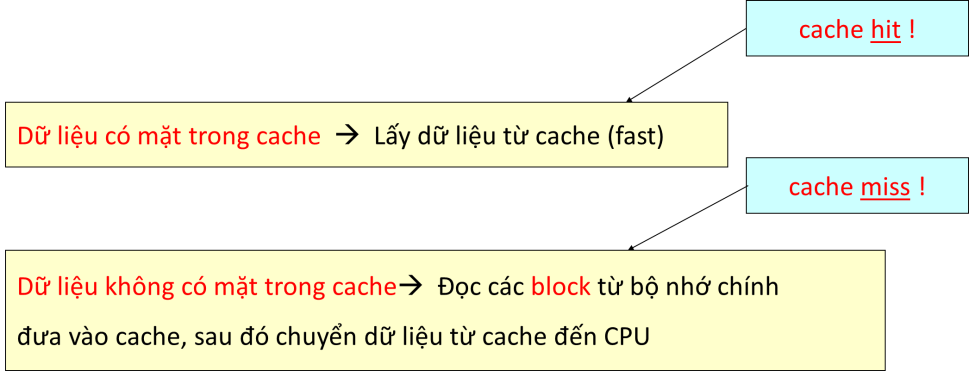 cache hit !
Dữ liệu có mặt trong cache → Lấy dữ liệu từ cache (fast)
cache miss !
Dữ liệu không có mặt trong cache→ Đọc các block từ bộ nhớ chính
đưa vào cache, sau đó chuyển dữ liệu từ cache đến CPU